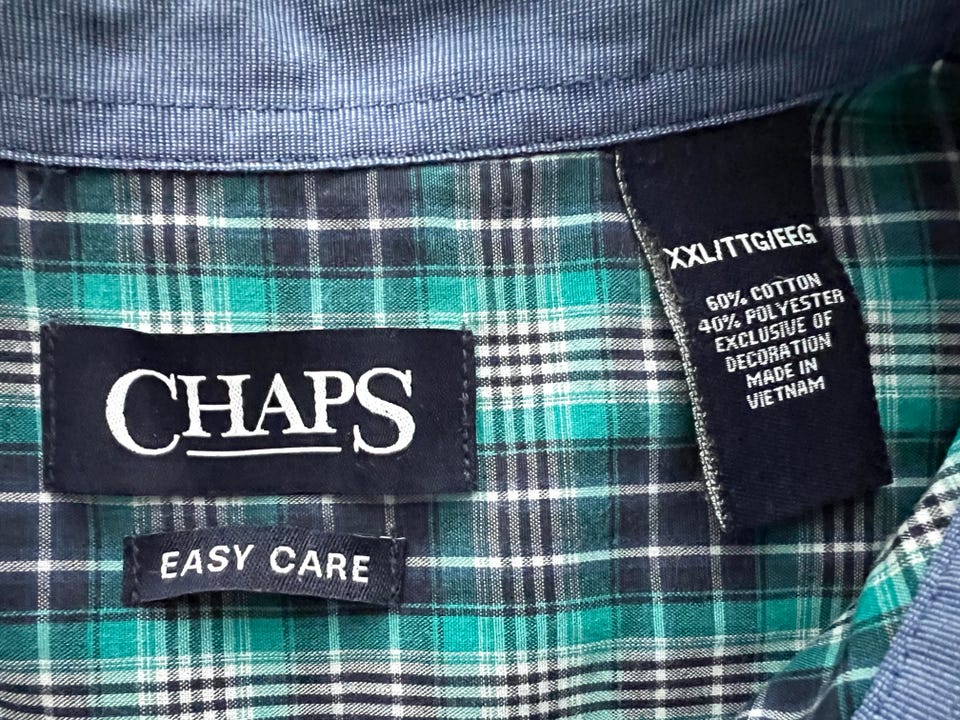 CHAPS
EASY CARE
XXL/TTG/EEG
60% COTTON
40% POLYESTER
EXCLUSIVE OF
DECORATION
MADE IN
VIETNAM